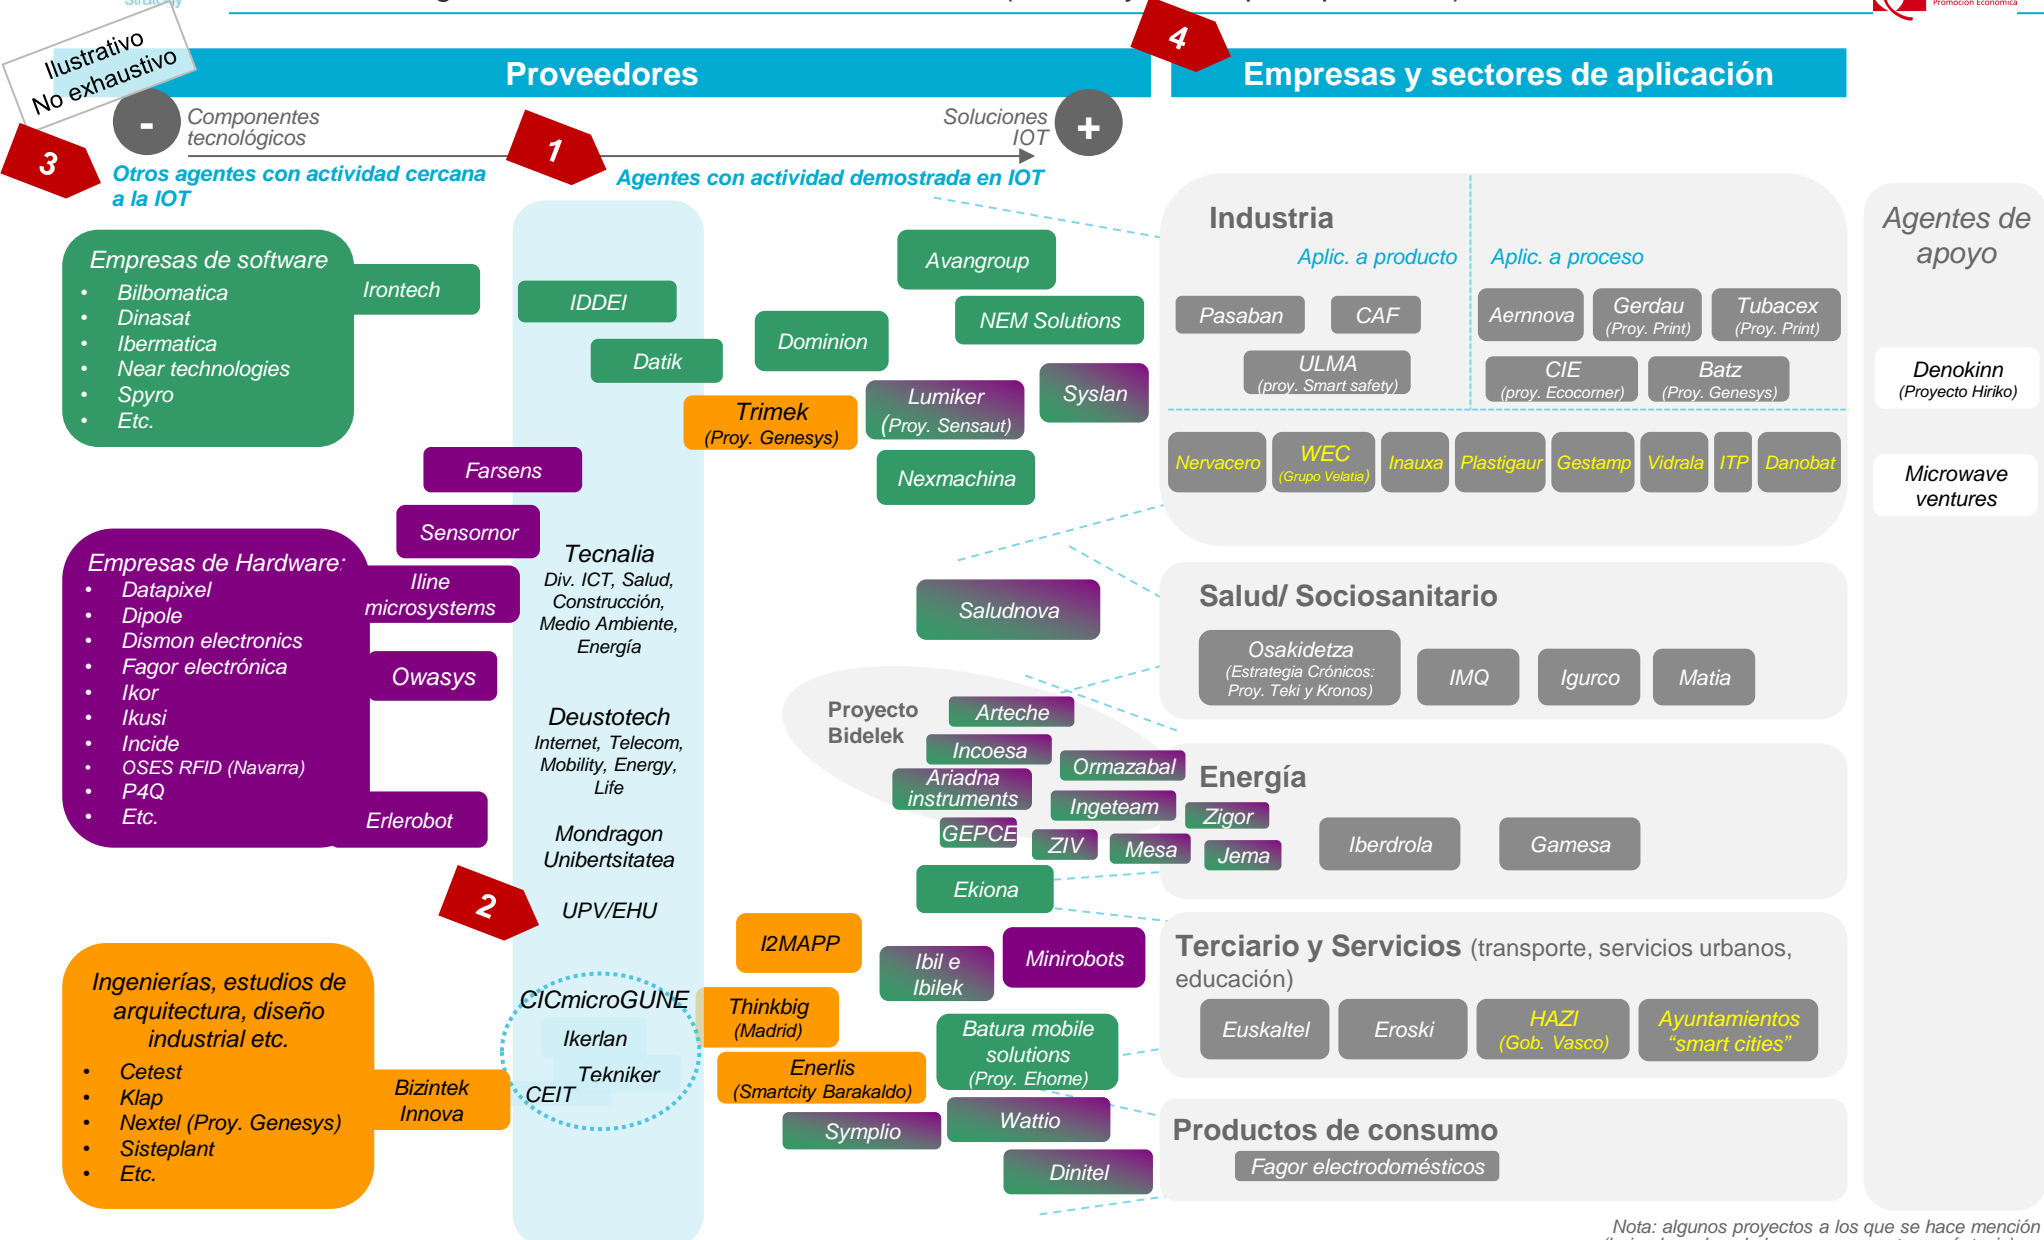 Ilustrativo
No exhaustivo
Promoción Económica
4
Proveedores
Empresas y sectores de aplicación
-
Componentes
tecnológicos
Soluciones
IOT
+
3
1
Otros agentes con actividad cercana
a la IOT
Agentes con actividad demostrada en IOT
Empresas de software
• Bilbomatica
• Dinasat
• Ibermatica
• Near technologies
• Spyro
• Etc.
Irontech
IDDEI
Datik
Avangroup
NEM Solutions
Dominion
Trimek
(Proy. Genesys)
Lumiker
(Proy. Sensaut)
Syslan
Nexmachina
Farsens
Sensornor
Empresas de Hardware:
• Datapixel
• Dipole
• Dismon electronics
• Fagor electrónica
• Ikor
• Ikusi
• Incide
• OSES RFID (Navarra)
• P4Q
• Etc.
Iline
microsystems
Owasys
Erlerobot
Tecnalia
Div. ICT, Salud,
Construcción,
Medio Ambiente,
Energía
Deustotech
Internet, Telecom,
Mobility, Energy,
Life
Mondragon
Unibertsitatea
2
UPV/EHU
CICmicroGUNE
Ikerlan
Tekniker
CEIT
Ingenierías, estudios de
arquitectura, diseño
industrial etc.
• Cetest
• Klap
• Nextel (Proy. Genesys)
• Sisteplant
• Etc.
Bizintek
Innova
Saludnova
Proyecto
Bidelek
Arteche
Incoesa
Ormazabal
Ariadna
instruments
Ingeteam
Zigor
GEPCE
ZIV
Mesa
Jema
Ekiona
I2MAPP
Ibil e
Ibilek
Minirobots
Thinkbig
(Madrid)
Batura mobile
solutions
(Proy. Ehome)
Enerlis
(Smartcity Barakaldo)
Symplio
Wattio
Dinitel
Industria
Aplic. a producto
Aplic. a proceso
Pasaban
CAF
Aernnova
Gerdau
(Proy. Print)
Tubacex
(Proy. Print)
ULMA
(proy. Smart safety)
CIE
(proy. Ecocorner)
Batz
(Proy. Genesys)
Nervacero
WEC
(Grupo Velatia)
Inauxa
Plastigaur
Gestamp
Vidrala
ITP
Danobat
Salud/ Sociosanitario
Osakidetza
(Estrategia Crónicos:
Proy. Teki y Kronos)
IMQ
Igurco
Matia
Energía
Iberdrola
Gamesa
Terciario y Servicios (transporte, servicios urbanos,
educación)
Euskaltel
Eroski
HAZI
(Gob. Vasco)
Ayuntamientos
“smart cities”
Productos de consumo
Fagor electrodomésticos
Agentes de
apoyo
Denokinn
(Proyecto Hiriko)
Microwave
ventures
Nota: algunos proyectos a los que se hace mención